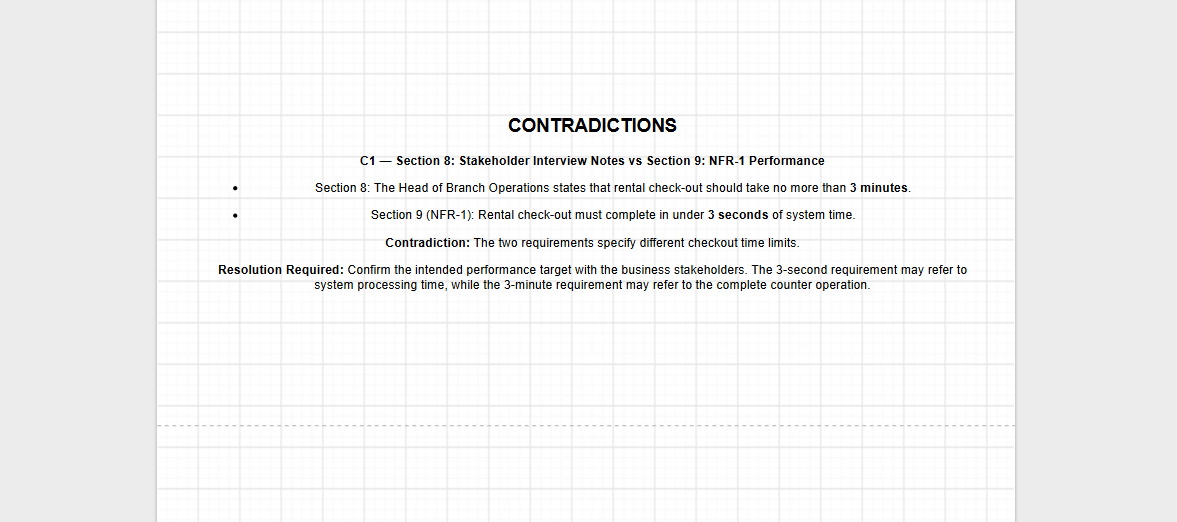 CONTRADICTIONS
C1 — Section 8: Stakeholder Interview Notes vs Section 9: NFR-1 Performance
• Section 8: The Head of Branch Operations states that rental check-out should take no more than 3 minutes.
• Section 9 (NFR-1): Rental check-out must complete in under 3 seconds of system time.
Contradiction: The two requirements specify different checkout time limits.
Resolution Required: Confirm the intended performance target with the business stakeholders. The 3-second requirement may refer to
system processing time, while the 3-minute requirement may refer to the complete counter operation.